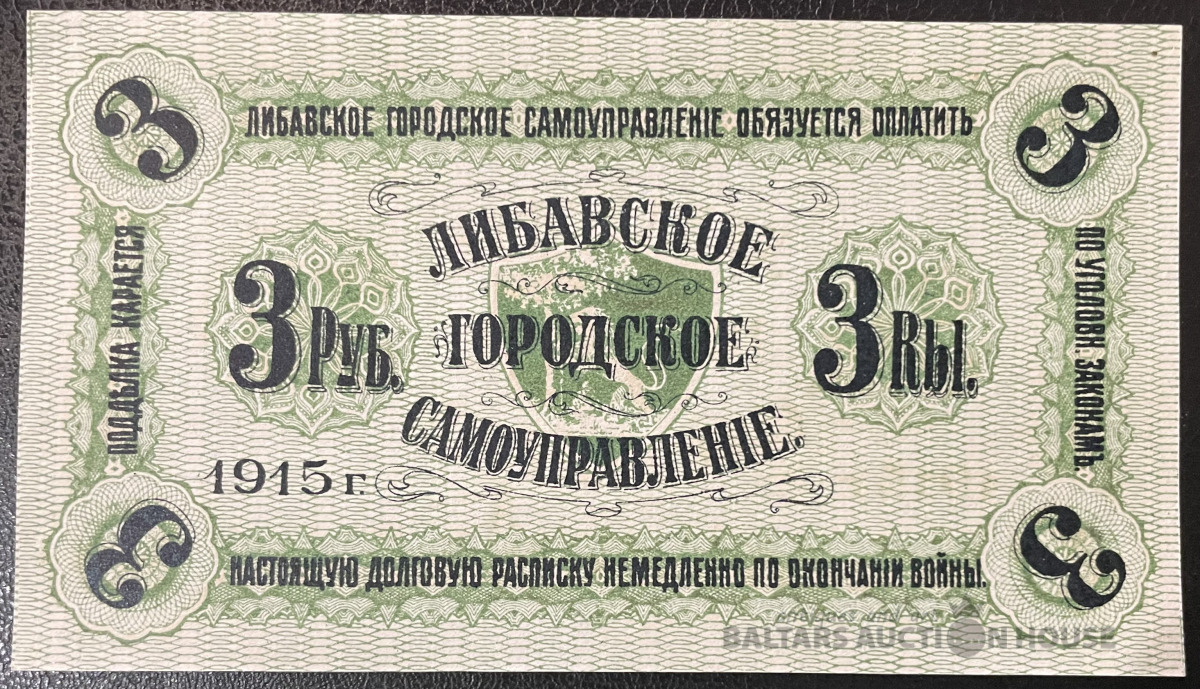 3
3
ЛИБАВСКОЕ ГОРОДСКОЕ САМОУПРАВЛЕНІЕ ОБЯЗУЕТСЯ ОПЛАТИТЬ
ПОДДѢЛКА КАРАЕТСЯ
ПО УГОЛОВН. ЗАКОНАМЪ.
ЛИБАВСКОЕ
ГОРОДСКОЕ
САМОУПРАВЛЕНІЕ.
3 РУБ.
3 Rbł.
1915 г.
НАСТОЯЩУЮ ДОЛГОВУЮ РАСПИСКУ НЕМЕДЛЕННО ПО ОКОНЧАНІИ ВОЙНЫ.
3
3
BALTARS AUCTION HOUSE